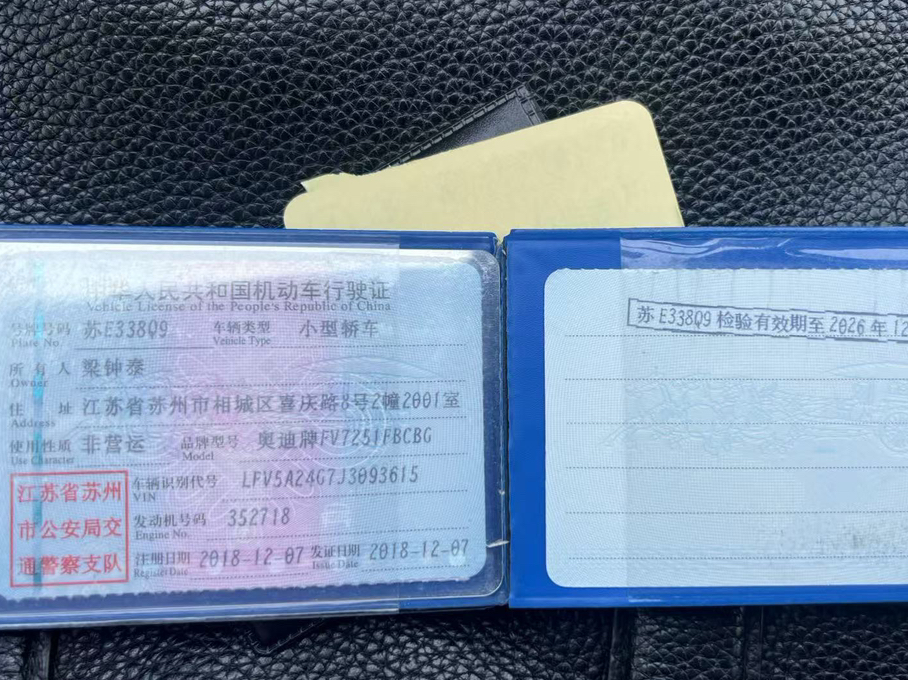 中华人民共和国机动车行驶证
Vehicle License of the People's Republic of China
号牌号码 苏E338Q9 车辆类型 小型轿车
Plate No. Vehicle Type
所有人 梁钟泰
Owner
住址 江苏省苏州市相城区喜庆路8号2幢2001室
Address
使用性质 非营运 品牌型号 奥迪牌FV7251FBCBG
Use Character Model
江苏省苏州
市公安局交
通警察支队
车辆识别代号 LFV5A24G7J3093615
VIN
发动机号码 352718
Engine No.
注册日期 2018-12-07 发证日期 2018-12-07
Register Date Issue Date
苏E338Q9 检验有效期至 2026年12